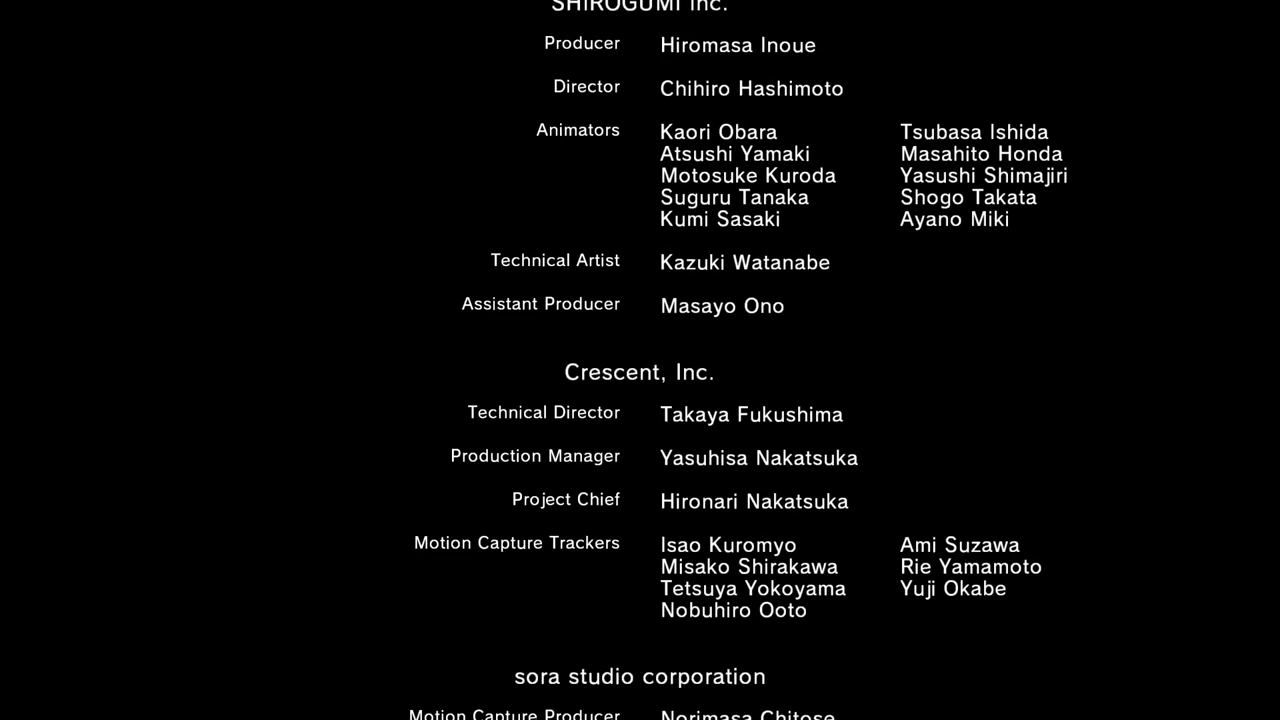 SHIROGUMI Inc.
Producer Hiromasa Inoue
Director Chihiro Hashimoto
Animators Kaori Obara Tsubasa Ishida
Atsushi Yamaki Masahito Honda
Motosuke Kuroda Yasushi Shimajiri
Suguru Tanaka Shogo Takata
Kumi Sasaki Ayano Miki
Technical Artist Kazuki Watanabe
Assistant Producer Masayo Ono
Crescent, Inc.
Technical Director Takaya Fukushima
Production Manager Yasuhisa Nakatsuka
Project Chief Hironari Nakatsuka
Motion Capture Trackers Isao Kuromyo Ami Suzawa
Misako Shirakawa Rie Yamamoto
Tetsuya Yokoyama Yuji Okabe
Nobuhiro Ooto
sora studio corporation
Motion Capture Producer Norimasa Chitose